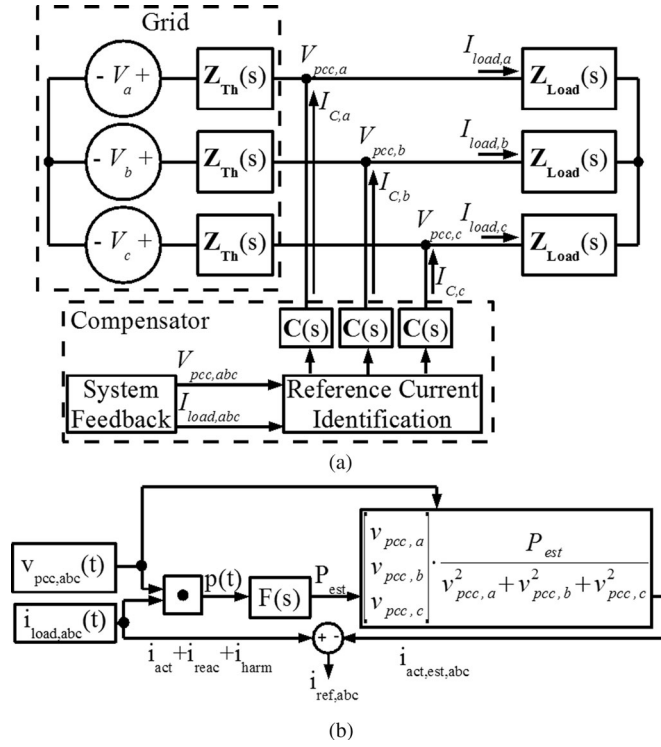 Grid
- V_a +
Z_Th(s)
V_pcc,a
I_load,a
Z_Load(s)
I_C,a
- V_b +
Z_Th(s)
V_pcc,b
I_load,b
Z_Load(s)
I_C,b
- V_c +
Z_Th(s)
V_pcc,c
I_load,c
Z_Load(s)
I_C,c
Compensator
C(s) C(s) C(s)
V_pcc,abc
System
Feedback
I_load,abc
Reference Current
Identification
(a)
v_pcc,abc(t)
i_load,abc(t)
p(t)
F(s)
P_est
[v_pcc,a v_pcc,b v_pcc,c] · P_est / (v²_pcc,a + v²_pcc,b + v²_pcc,c)
+ -
i_act+i_reac+i_harm
i_act,est,abc
i_ref,abc
(b)